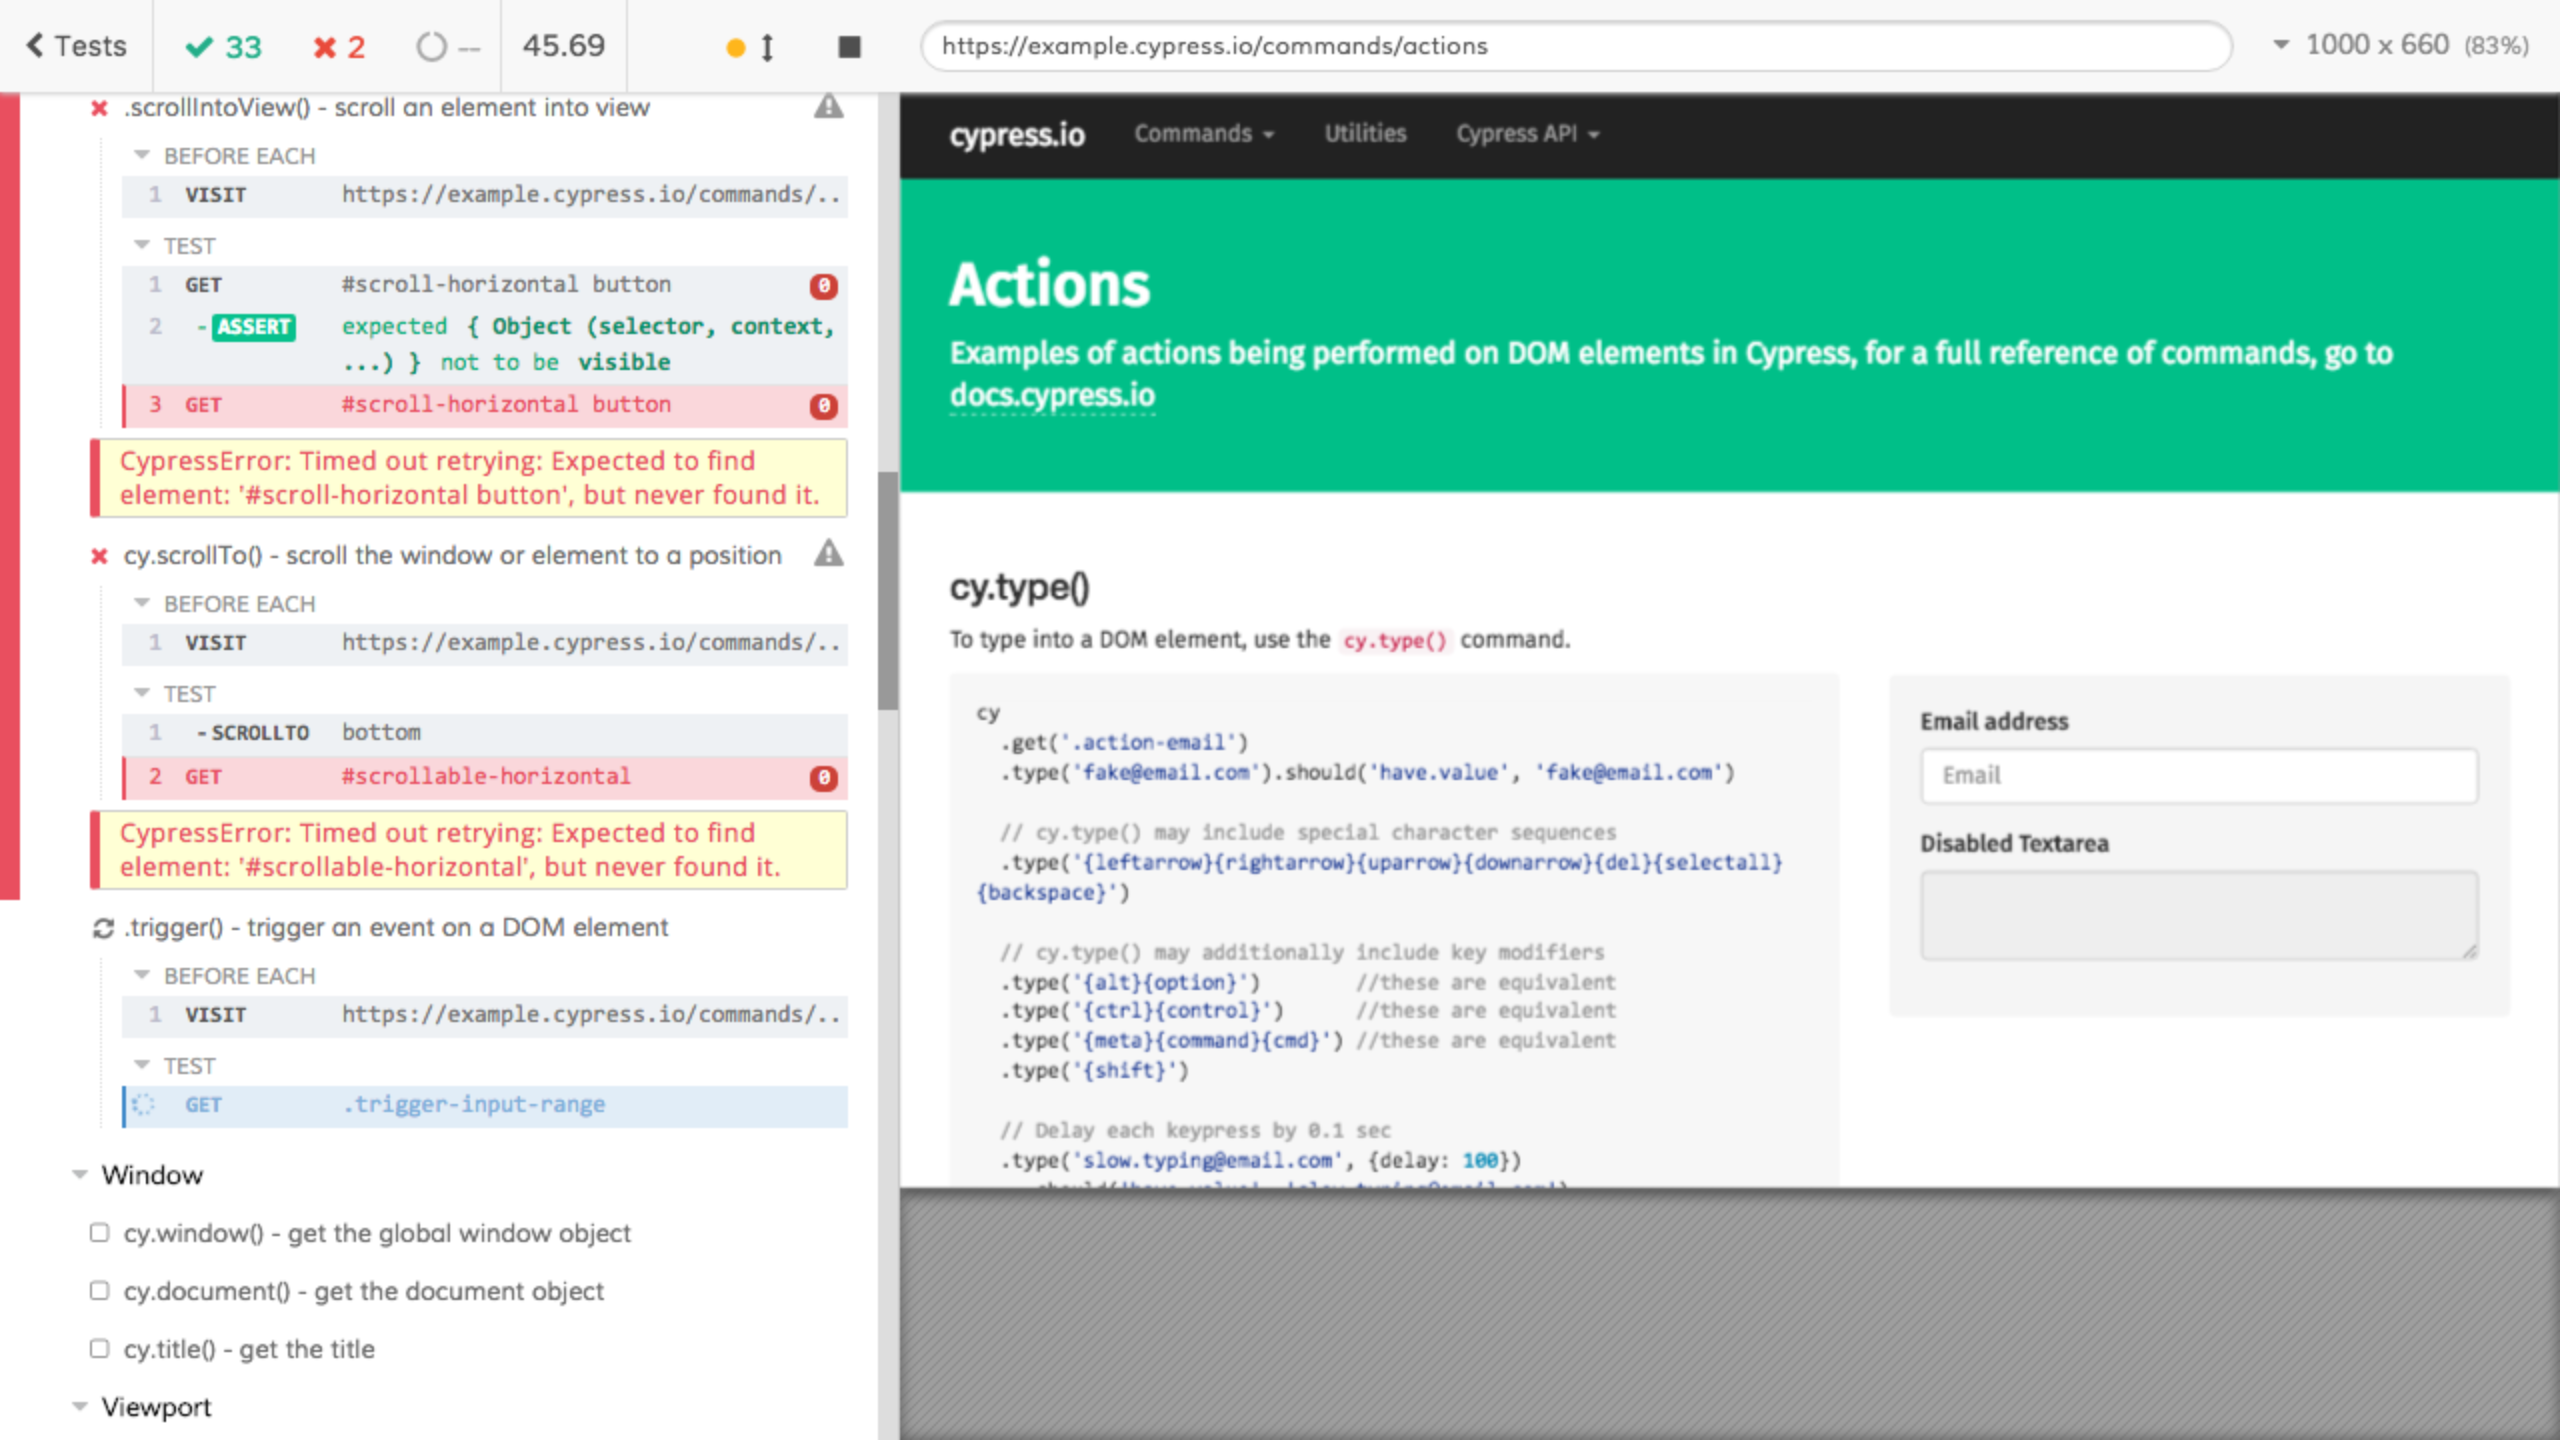 Tests
33
2
--
45.69
https://example.cypress.io/commands/actions
1000 x 660 (83%)
.scrollIntoView() - scroll an element into view
BEFORE EACH
1 VISIT https://example.cypress.io/commands/..
TEST
1 GET #scroll-horizontal button 0
2 - ASSERT expected { Object (selector, context,
...) } not to be visible
3 GET #scroll-horizontal button 0
CypressError: Timed out retrying: Expected to find
element: '#scroll-horizontal button', but never found it.
cy.scrollTo() - scroll the window or element to a position
BEFORE EACH
1 VISIT https://example.cypress.io/commands/..
TEST
1 - SCROLLTO bottom
2 GET #scrollable-horizontal 0
CypressError: Timed out retrying: Expected to find
element: '#scrollable-horizontal', but never found it.
.trigger() - trigger an event on a DOM element
BEFORE EACH
1 VISIT https://example.cypress.io/commands/..
TEST
GET .trigger-input-range
Window
cy.window() - get the global window object
cy.document() - get the document object
cy.title() - get the title
Viewport
cypress.io Commands Utilities Cypress API
Actions
Examples of actions being performed on DOM elements in Cypress, for a full reference of commands, go to
docs.cypress.io
cy.type()
To type into a DOM element, use the cy.type() command.
cy
.get('.action-email')
.type('fake@email.com').should('have.value', 'fake@email.com')
// cy.type() may include special character sequences
.type('{leftarrow}{rightarrow}{uparrow}{downarrow}{del}{selectall}
{backspace}')
// cy.type() may additionally include key modifiers
.type('{alt}{option}') //these are equivalent
.type('{ctrl}{control}') //these are equivalent
.type('{meta}{command}{cmd}') //these are equivalent
.type('{shift}')
// Delay each keypress by 0.1 sec
.type('slow.typing@email.com', {delay: 100})
Email address
Email
Disabled Textarea